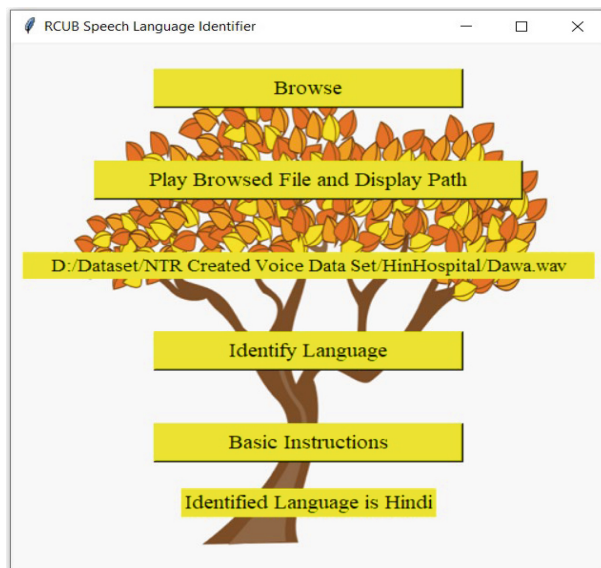 RCUB Speech Language Identifier
Browse
Play Browsed File and Display Path
D:/Dataset/NTR Created Voice Data Set/HinHospital/Dawa.wav
Identify Language
Basic Instructions
Identified Language is Hindi